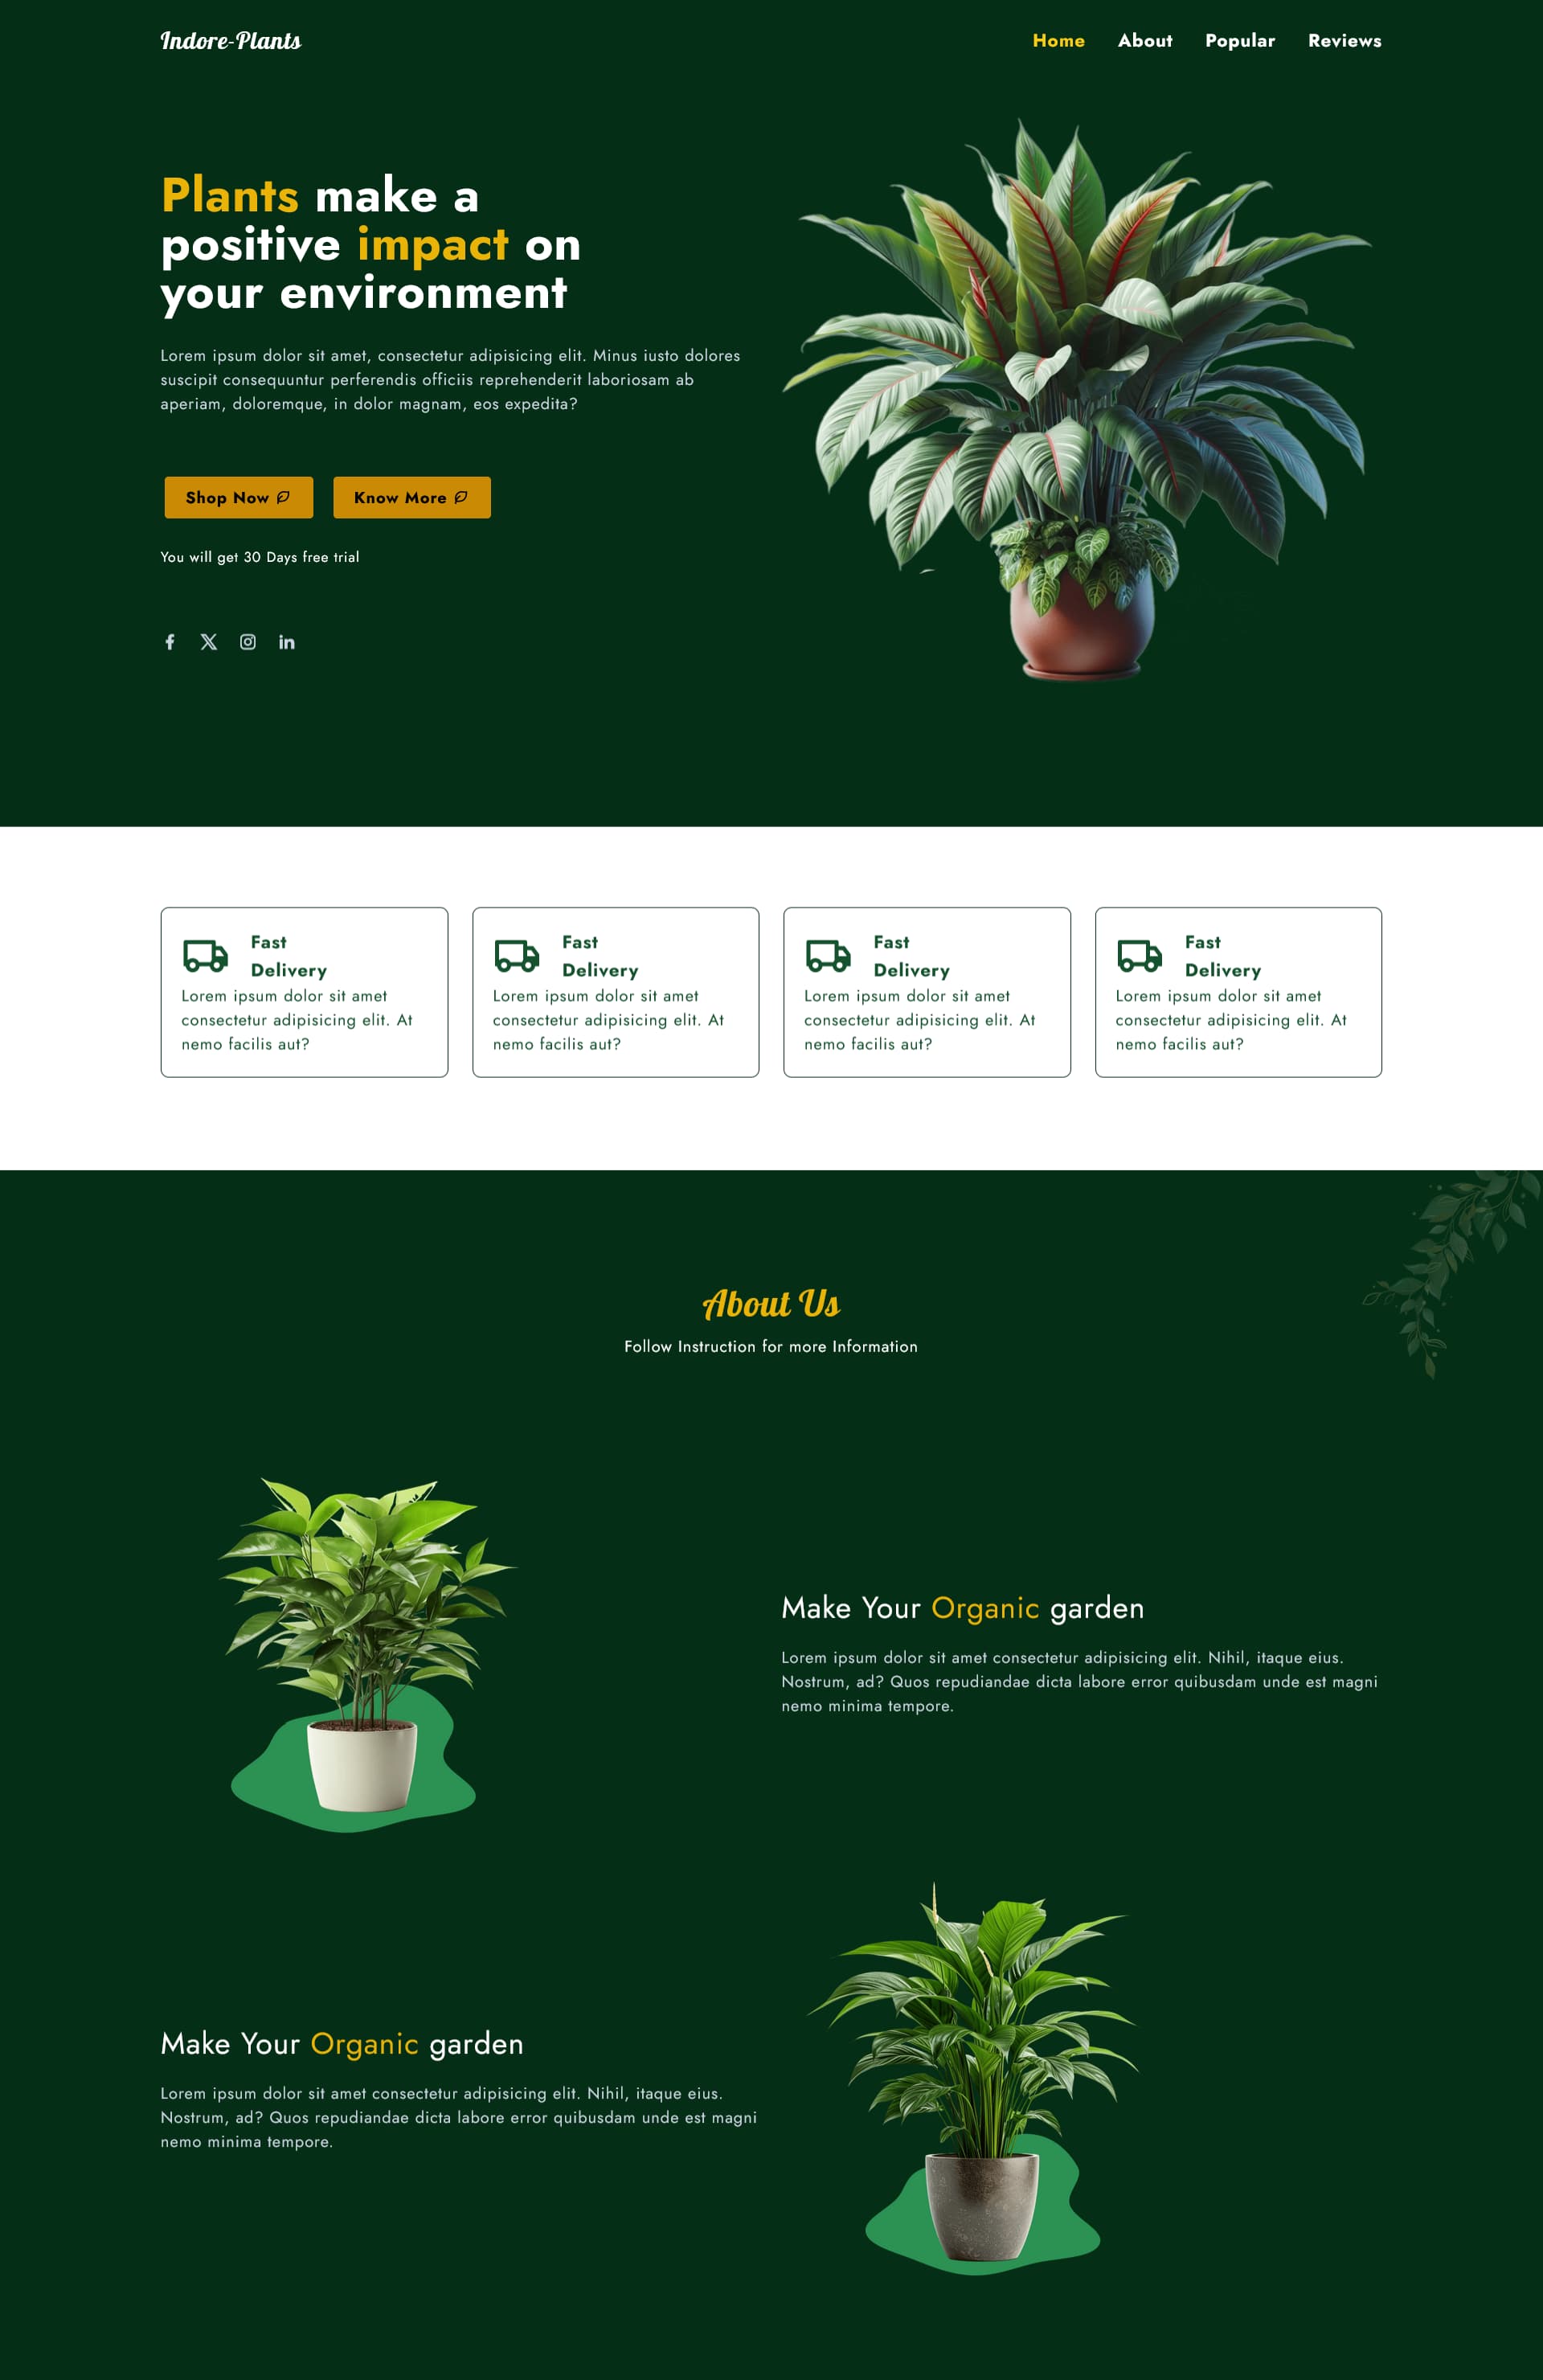 Indore-Plants
Home About Popular Reviews
Plants make a
positive impact on
your environment
Lorem ipsum dolor sit amet, consectetur adipisicing elit. Minus iusto dolores
suscipit consequuntur perferendis officiis reprehenderit laboriosam ab
aperiam, doloremque, in dolor magnam, eos expedita?
Shop Now
Know More
You will get 30 Days free trial
Fast
Delivery
Lorem ipsum dolor sit amet
consectetur adipisicing elit. At
nemo facilis aut?
Fast
Delivery
Lorem ipsum dolor sit amet
consectetur adipisicing elit. At
nemo facilis aut?
Fast
Delivery
Lorem ipsum dolor sit amet
consectetur adipisicing elit. At
nemo facilis aut?
Fast
Delivery
Lorem ipsum dolor sit amet
consectetur adipisicing elit. At
nemo facilis aut?
About Us
Follow Instruction for more Information
Make Your Organic garden
Lorem ipsum dolor sit amet consectetur adipisicing elit. Nihil, itaque eius.
Nostrum, ad? Quos repudiandae dicta labore error quibusdam unde est magni
nemo minima tempore.
Make Your Organic garden
Lorem ipsum dolor sit amet consectetur adipisicing elit. Nihil, itaque eius.
Nostrum, ad? Quos repudiandae dicta labore error quibusdam unde est magni
nemo minima tempore.